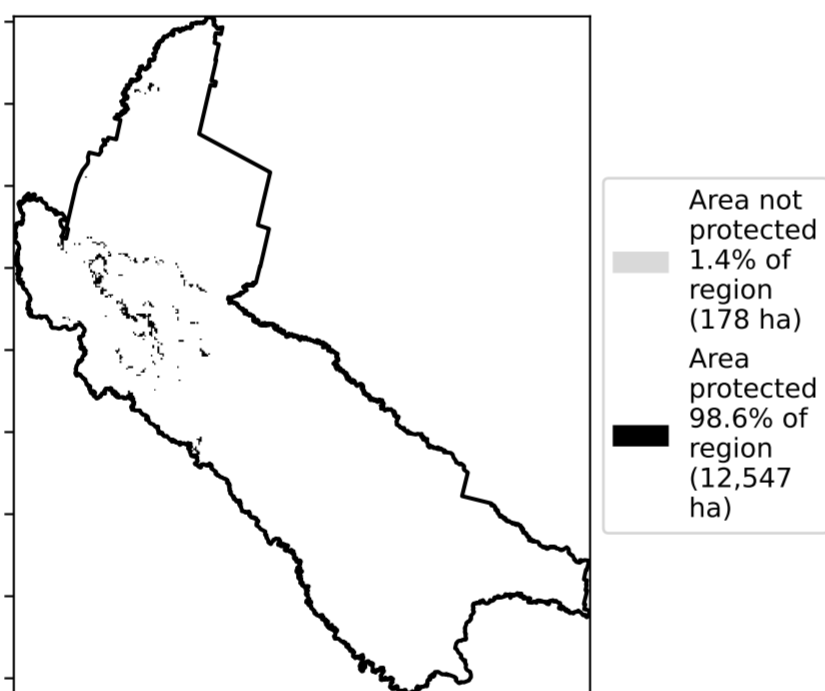 Area not
protected
1.4% of
region
(178 ha)
Area
protected
98.6% of
region
(12,547
ha)